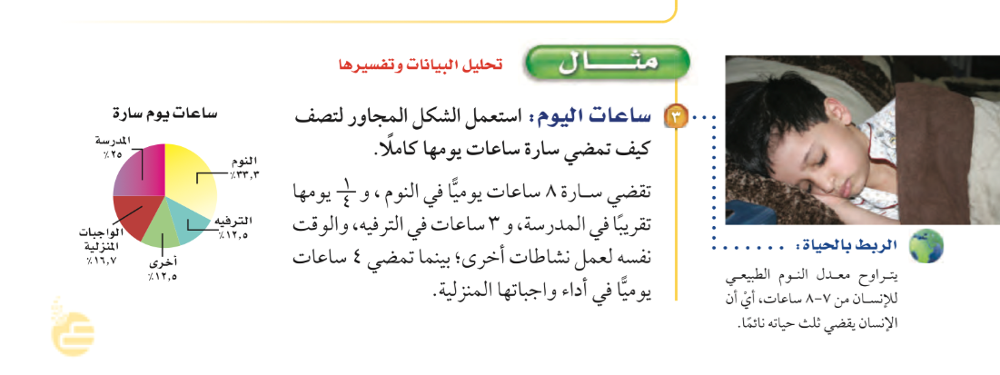 مثـــال
تحليل البيانات وتفسيرها
٣ ساعات اليوم: استعمل الشكل المجاور لتصف
كيف تمضي سارة ساعات يومها كاملًا.
تقضي سارة ٨ ساعات يوميًّا في النوم ، و ١/٤ يومها
تقريبًا في المدرسة، و ٣ ساعات في الترفيه، والوقت
نفسه لعمل نشاطات أخرى؛ بينما تمضي ٤ ساعات
يوميًّا في أداء واجباتها المنزلية.
ساعات يوم سارة
المدرسة
٢٥٪
النوم
٣٣,٣٪
الترفيه
١٢,٥٪
الواجبات
المنزلية
١٦,٧٪
أخرى
١٢,٥٪
الربط بالحياة:
يتراوح معدل النوم الطبيعي
للإنسان من ٧-٨ ساعات، أيْ أن
الإنسان يقضي ثلث حياته نائمًا.